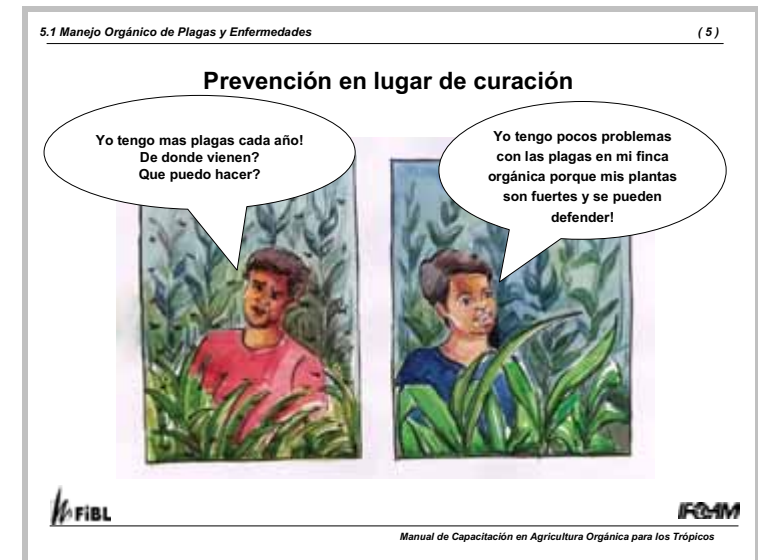 5.1 Manejo Orgánico de Plagas y Enfermedades ( 5 )
Prevención en lugar de curación
Yo tengo mas plagas cada año!
De donde vienen?
Que puedo hacer?
Yo tengo pocos problemas
con las plagas en mi finca
orgánica porque mis plantas
son fuertes y se pueden
defender!
FiBL
IFOAM
Manual de Capacitación en Agricultura Orgánica para los Trópicos